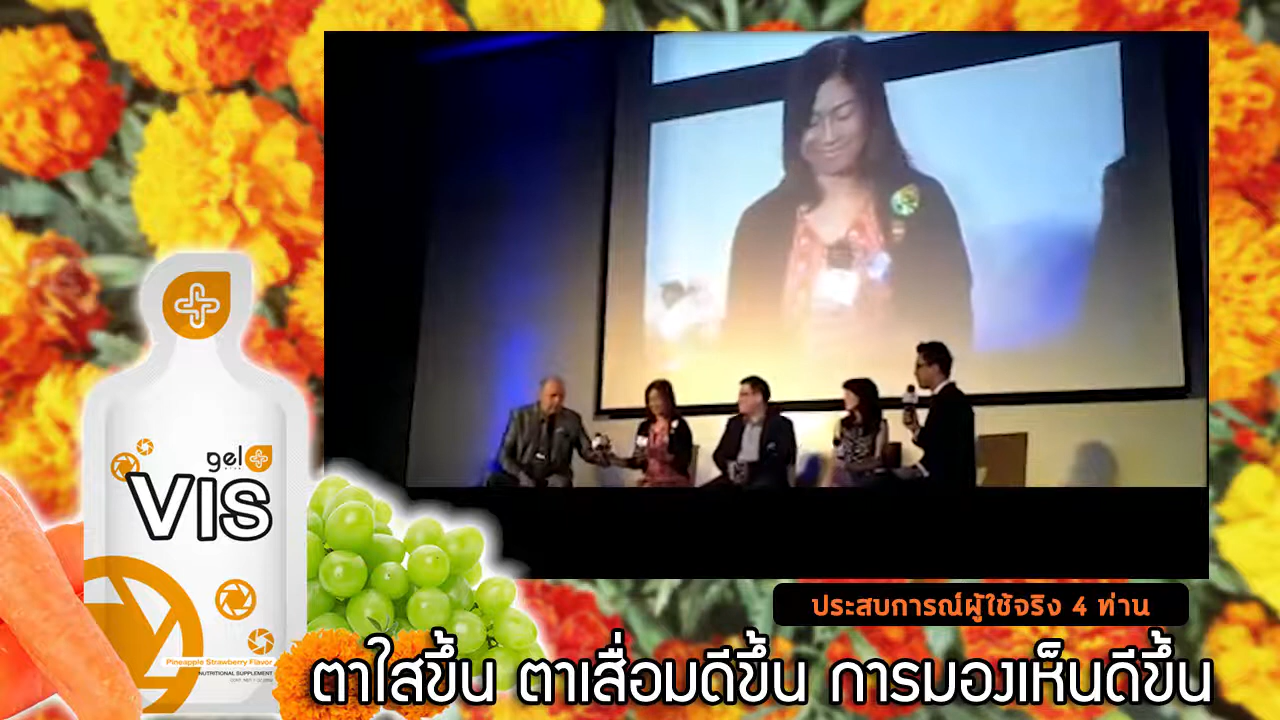 gel
VIS
Pineapple Strawberry Flavor
NUTRITIONAL SUPPLEMENT
ประสบการณ์ผู้ใช้จริง 4 ท่าน
ตาใสขึ้น ตาเสื่อมดีขึ้น การมองเห็นดีขึ้น